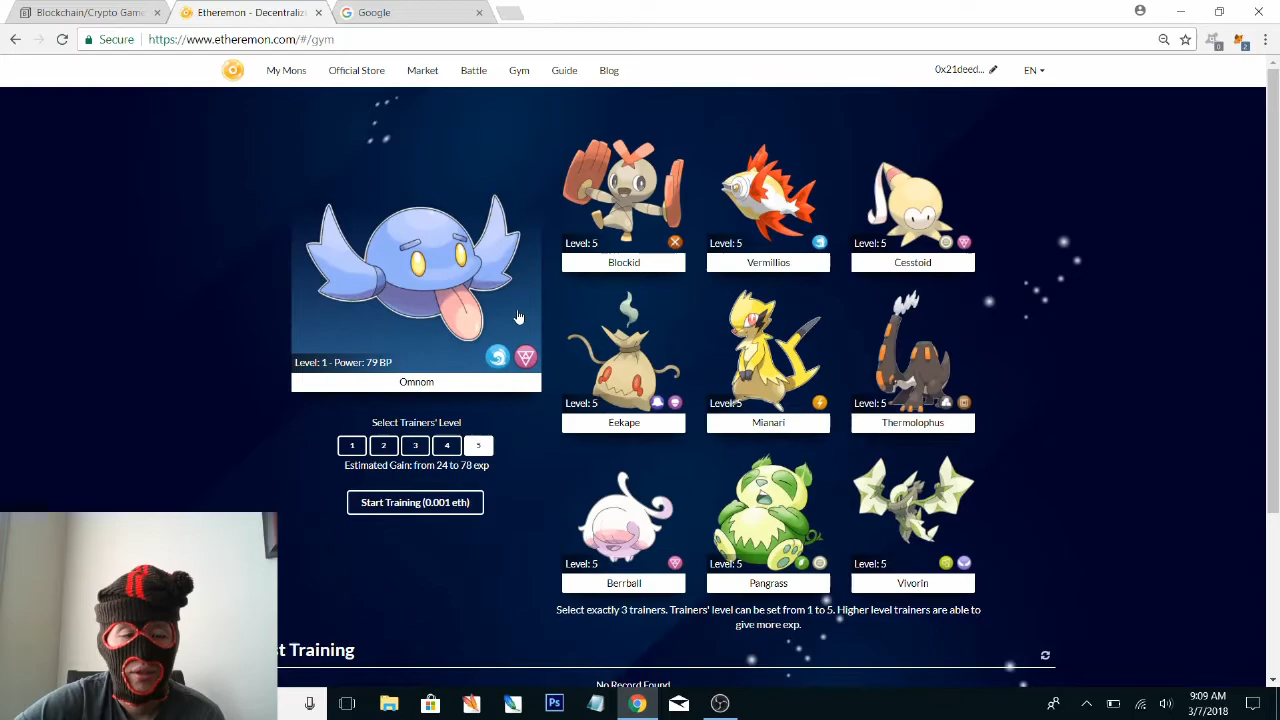 Blockchain/Crypto Game
Etheremon - Decentraliz
Google
Secure
https://www.etheremon.com/#/gym
My Mons
Official Store
Market
Battle
Gym
Guide
Blog
0x21deed...
EN
Level: 1 - Power: 79 BP
Omnom
Select Trainers' Level
1 2 3 4 5
Estimated Gain: from 24 to 78 exp
Start Training (0.001 eth)
Level: 5
Blockid
Level: 5
Vermillios
Level: 5
Cesstoid
Level: 5
Eekape
Level: 5
Mianari
Level: 5
Thermolophus
Level: 5
Berrball
Level: 5
Pangrass
Level: 5
Vivorin
Select exactly 3 trainers. Trainers' level can be set from 1 to 5. Higher level trainers are able to
give more exp.
t Training
No Record Found
Ps
9:09 AM
3/7/2018